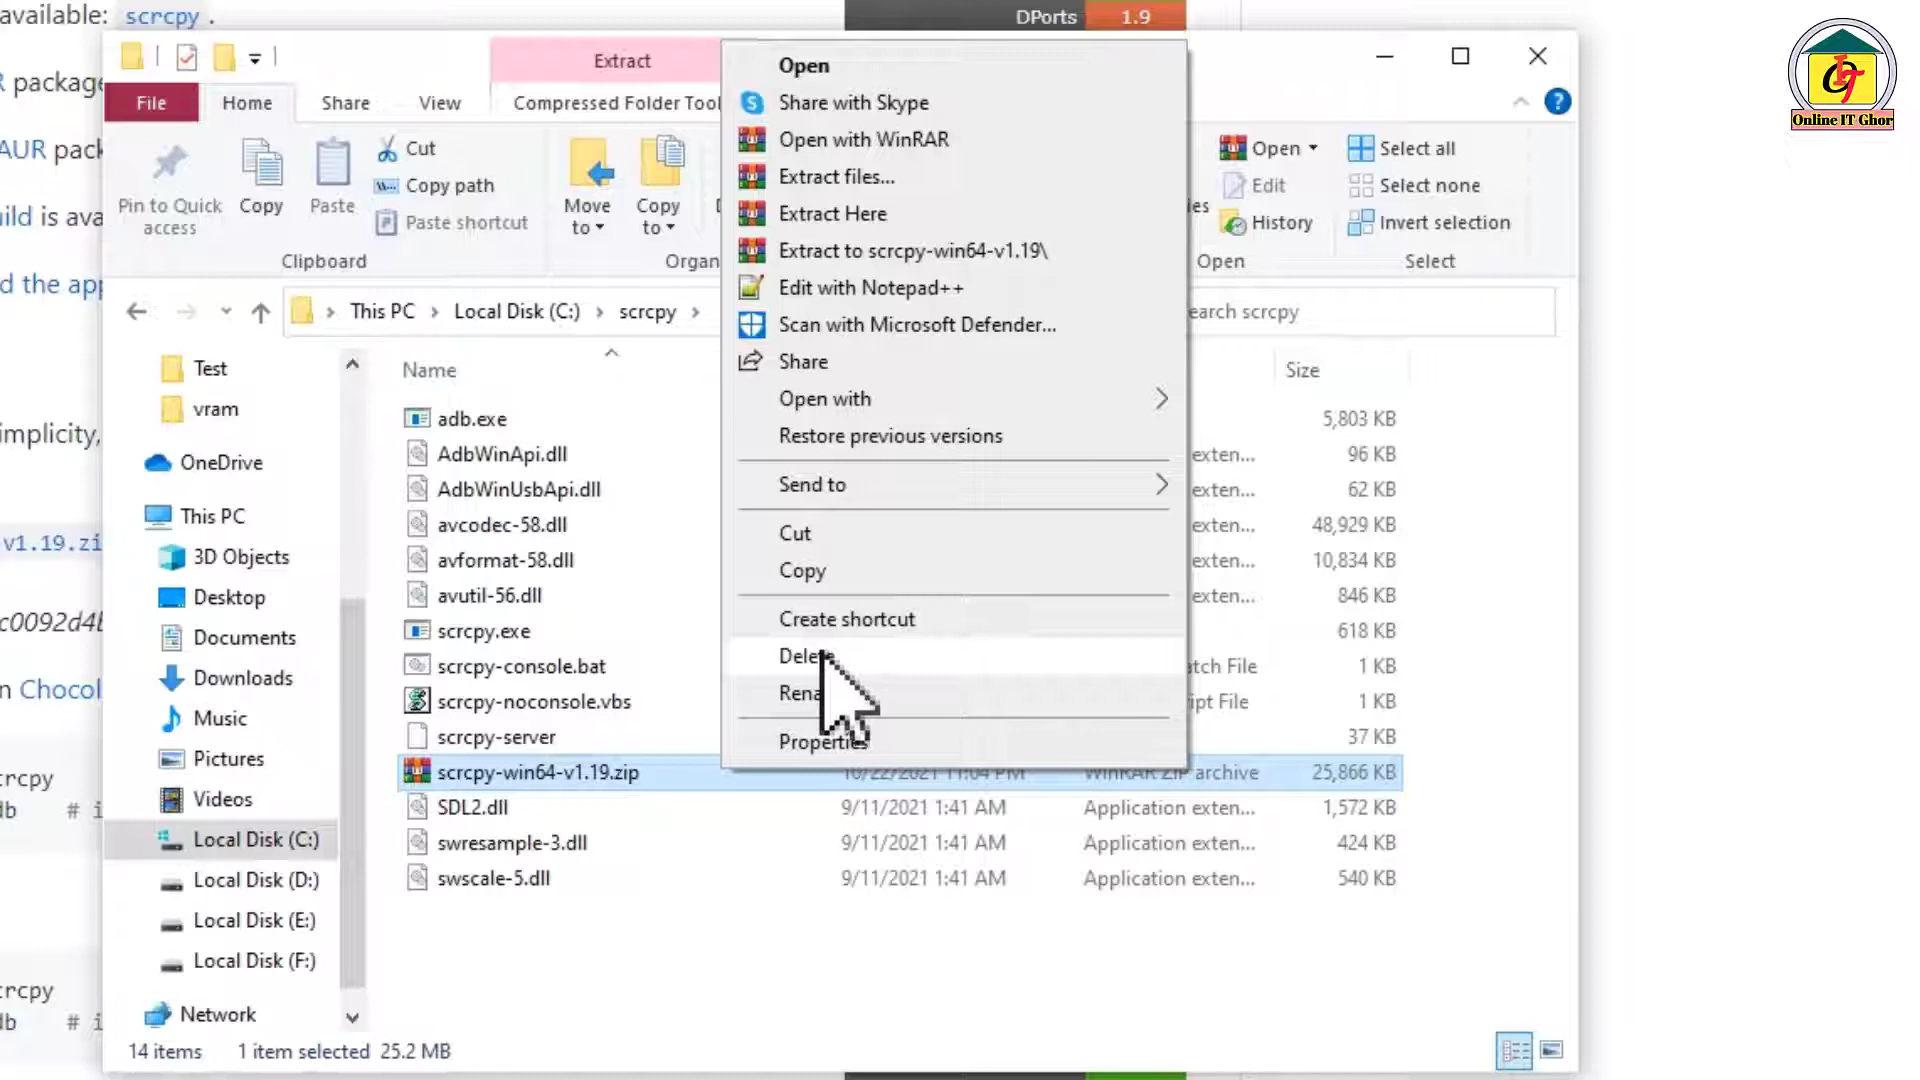 available: scrcpy .
DPorts 1.9
R package
AUR pack
uild is ava
d the app
implicity,
v1.19.zi
c0092d4b
n Chocol
crcpy
db # i
crcpy
db # i
Extract
File Home Share View Compressed Folder Tool
Pin to Quick access
Copy
Paste
Cut
Copy path
Paste shortcut
Clipboard
Move to
Copy to
Organ
Open
Edit
History
Open
Select all
Select none
Invert selection
Select
This PC Local Disk (C:) scrcpy
earch scrcpy
Test
vram
OneDrive
This PC
3D Objects
Desktop
Documents
Downloads
Music
Pictures
Videos
Local Disk (C:)
Local Disk (D:)
Local Disk (E:)
Local Disk (F:)
Network
Name Size
adb.exe 5,803 KB
AdbWinApi.dll exten... 96 KB
AdbWinUsbApi.dll exten... 62 KB
avcodec-58.dll exten... 48,929 KB
avformat-58.dll exten... 10,834 KB
avutil-56.dll exten... 846 KB
scrcpy.exe 618 KB
scrcpy-console.bat atch File 1 KB
scrcpy-noconsole.vbs ipt File 1 KB
scrcpy-server 37 KB
scrcpy-win64-v1.19.zip 10/22/2021 11:04 PM WinRAR ZIP archive 25,866 KB
SDL2.dll 9/11/2021 1:41 AM Application exten... 1,572 KB
swresample-3.dll 9/11/2021 1:41 AM Application exten... 424 KB
swscale-5.dll 9/11/2021 1:41 AM Application exten... 540 KB
Open
Share with Skype
Open with WinRAR
Extract files...
Extract Here
Extract to scrcpy-win64-v1.19\
Edit with Notepad++
Scan with Microsoft Defender...
Share
Open with
Restore previous versions
Send to
Cut
Copy
Create shortcut
Delete
Rena
Properties
14 items 1 item selected 25.2 MB
Online IT Ghor